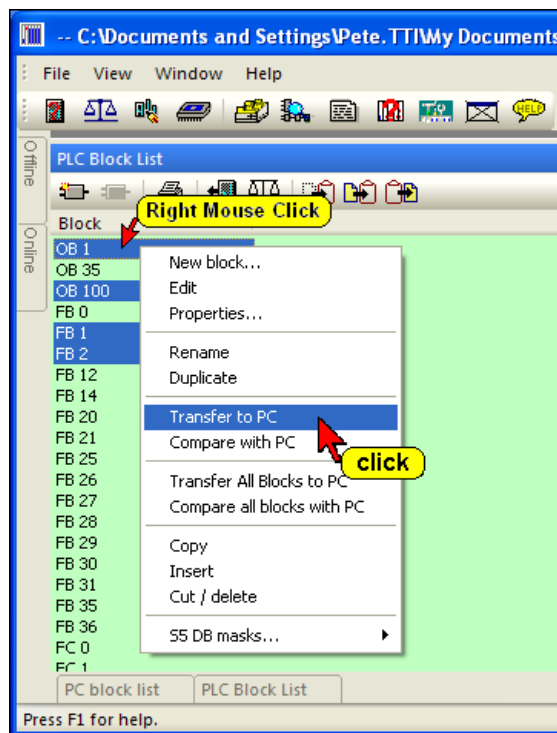 -- C:\Documents and Settings\Pete.TTI\My Documents
File View Window Help
HELP
Offline
Online
PLC Block List
Right Mouse Click
Block
OB 1
OB 35
OB 100
FB 0
FB 1
FB 2
FB 12
FB 14
FB 20
FB 21
FB 25
FB 26
FB 27
FB 28
FB 29
FB 30
FB 31
FB 35
FB 36
FC 0
FC 1
New block...
Edit
Properties...
Rename
Duplicate
Transfer to PC
Compare with PC
click
Transfer All Blocks to PC
Compare all blocks with PC
Copy
Insert
Cut / delete
S5 DB masks...
PC block list PLC Block List
Press F1 for help.